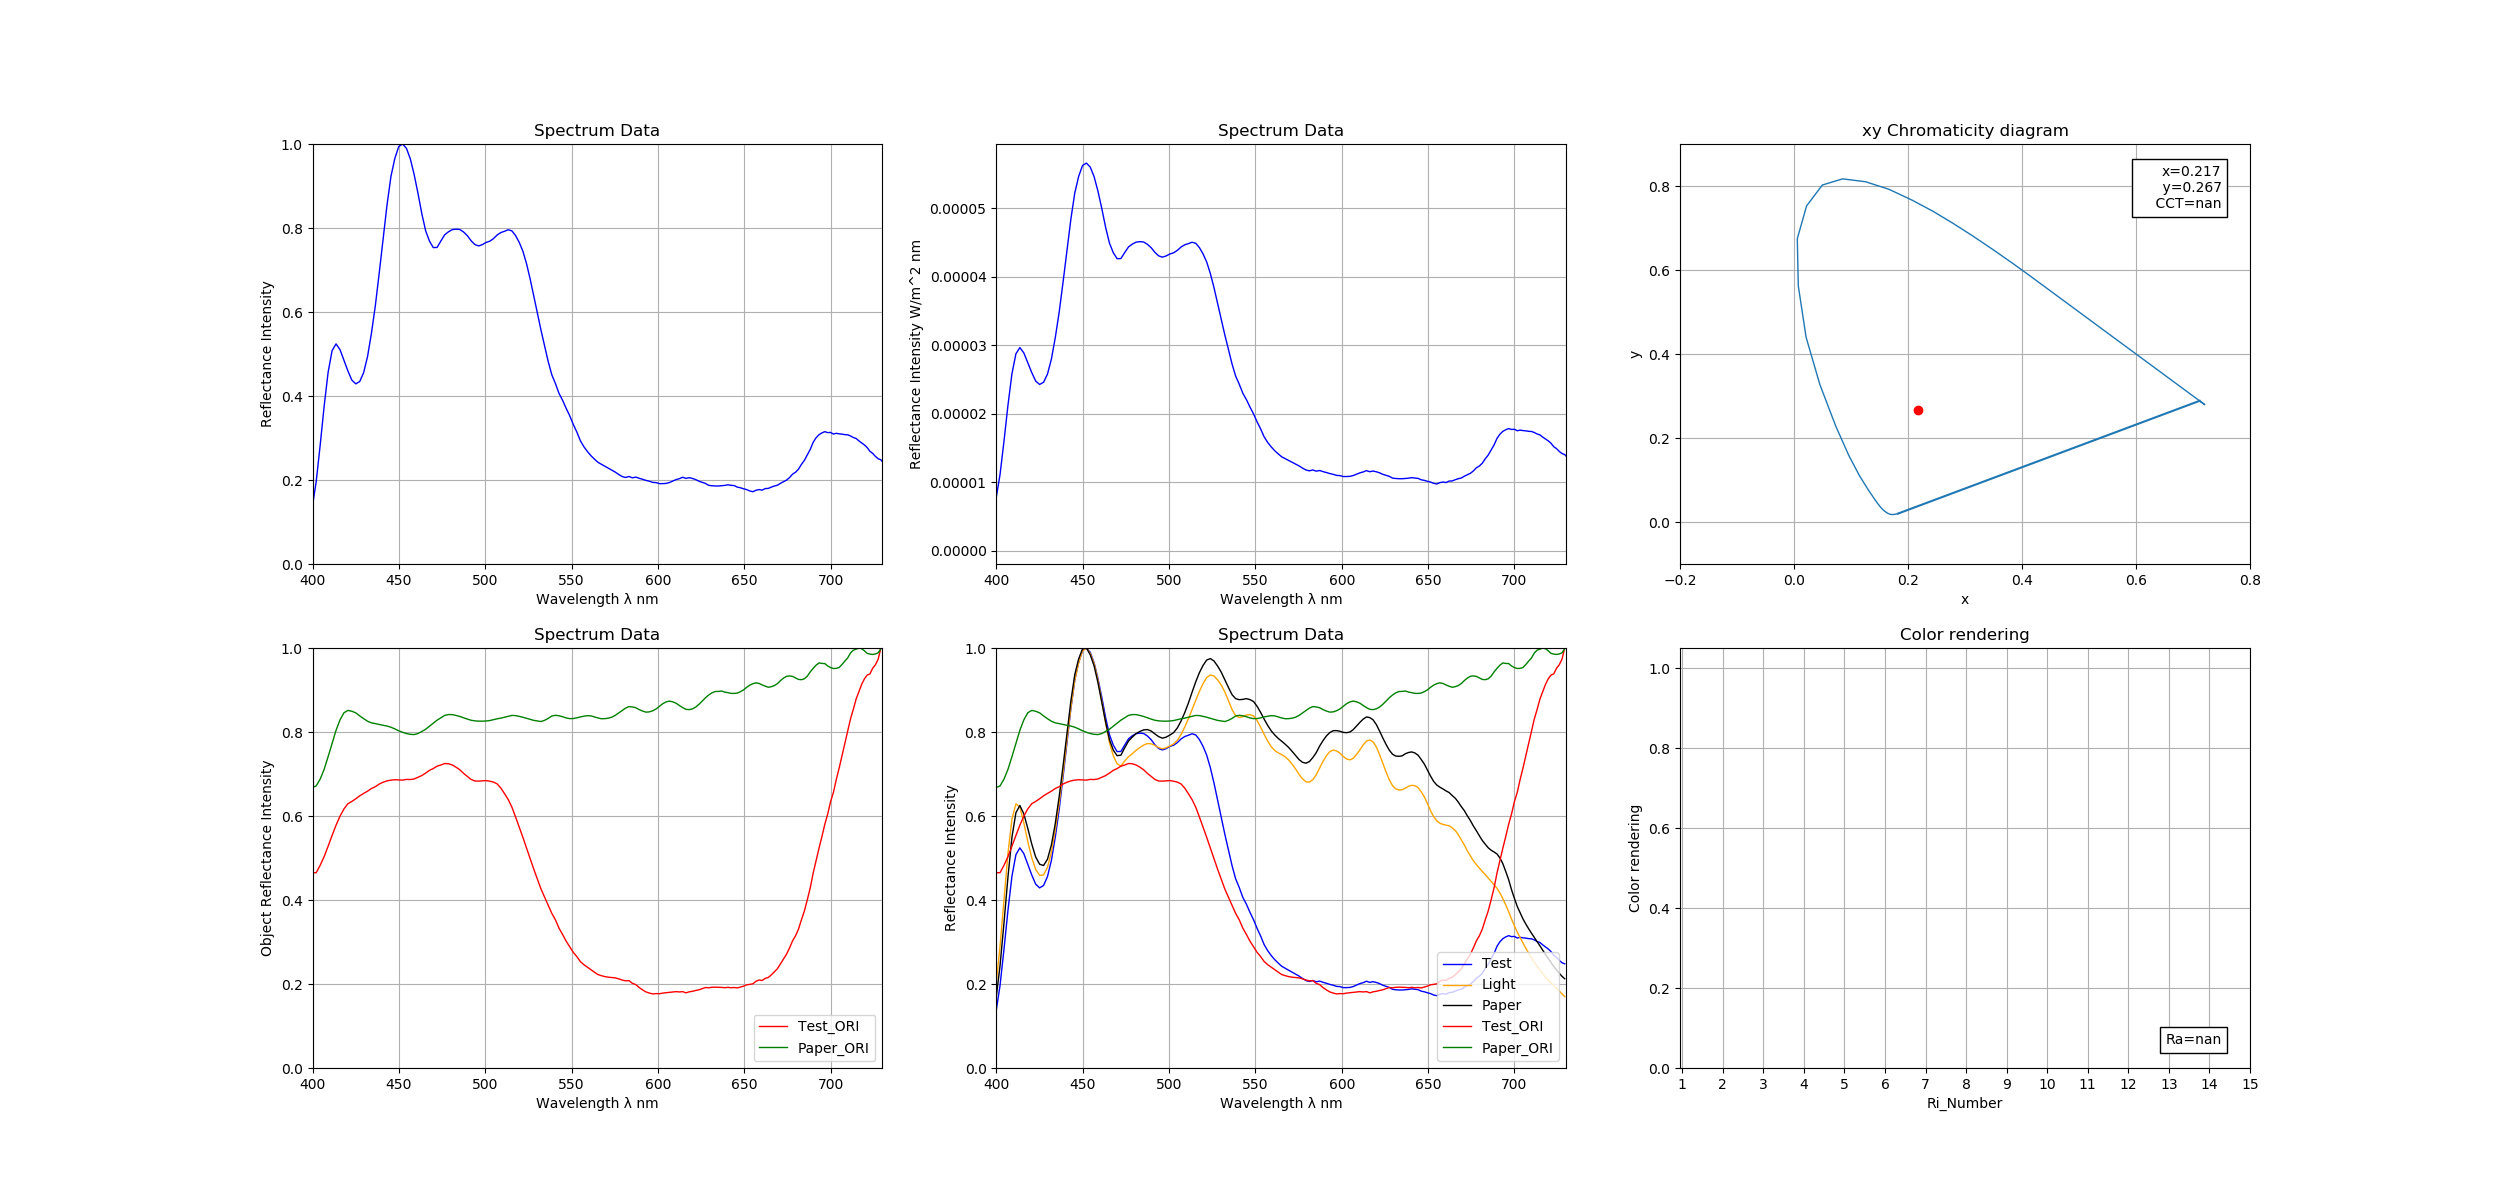 Spectrum Data
1.0
0.8
0.6
0.4
0.2
0.0
400 450 500 550 600 650 700
Reflectance Intensity
Wavelength λ nm
Spectrum Data
0.00005
0.00004
0.00003
0.00002
0.00001
0.00000
400 450 500 550 600 650 700
Reflectance Intensity W/m^2 nm
Wavelength λ nm
xy Chromaticity diagram
x=0.217
y=0.267
CCT=nan
0.8
0.6
0.4
0.2
0.0
−0.2 0.0 0.2 0.4 0.6 0.8
y
x
Spectrum Data
1.0
0.8
0.6
0.4
0.2
0.0
400 450 500 550 600 650 700
Object Reflectance Intensity
Wavelength λ nm
Test_ORI
Paper_ORI
Spectrum Data
1.0
0.8
0.6
0.4
0.2
0.0
400 450 500 550 600 650 700
Reflectance Intensity
Wavelength λ nm
Test
Light
Paper
Test_ORI
Paper_ORI
Color rendering
1.0
0.8
0.6
0.4
0.2
0.0
1 2 3 4 5 6 7 8 9 10 11 12 13 14 15
Color rendering
Ri_Number
Ra=nan